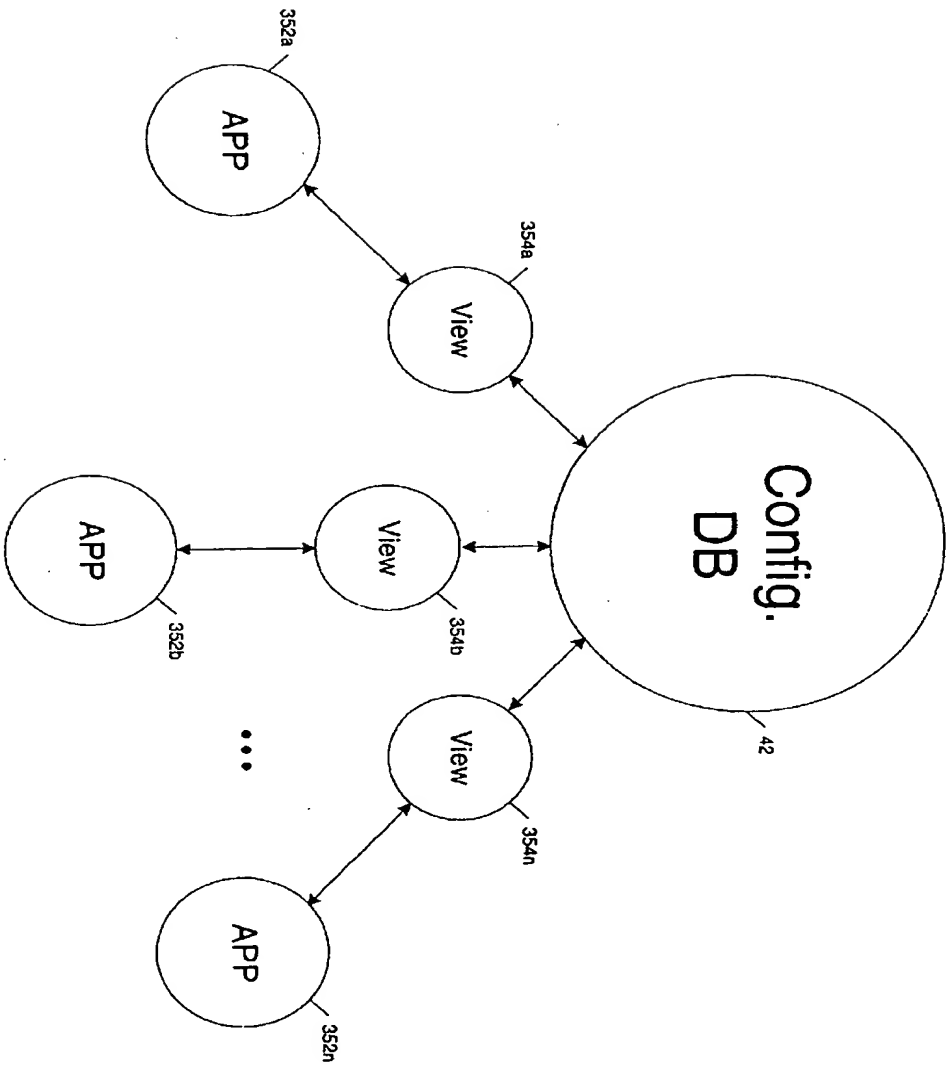 Config.
DB
42
354a
View
354b
View
354n
View
352a
APP
352b
APP
...
352n
APP